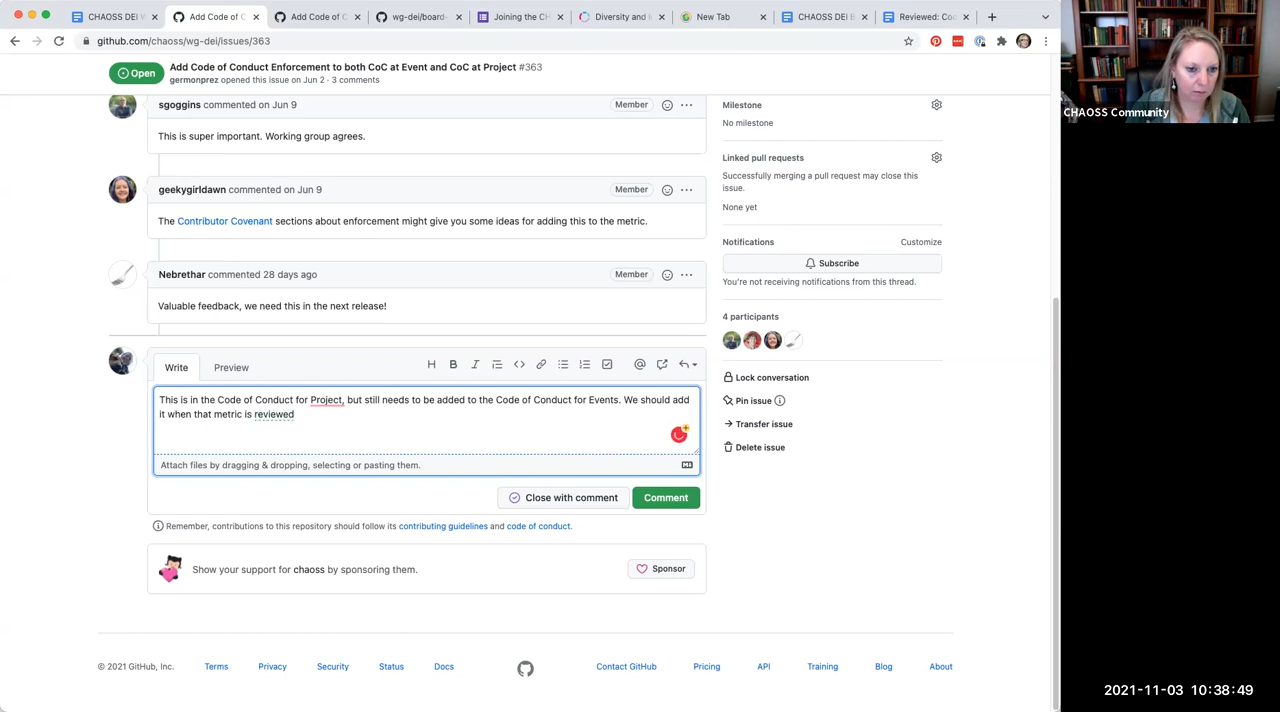 CHAOSS DEI W
Add Code of C
Add Code of C
wg-dei/board-
Joining the CH
Diversity and I
New Tab
CHAOSS DEI B
Reviewed: Con
github.com/chaoss/wg-dei/issues/363
Open
Add Code of Conduct Enforcement to both CoC at Event and CoC at Project #363
germonprez opened this issue on Jun 2 · 3 comments
sgoggins commented on Jun 9
Member
This is super important. Working group agrees.
geekygirldawn commented on Jun 9
Member
The Contributor Covenant sections about enforcement might give you some ideas for adding this to the metric.
Nebrethar commented 28 days ago
Member
Valuable feedback, we need this in the next release!
Write
Preview
This is in the Code of Conduct for Project, but still needs to be added to the Code of Conduct for Events. We should add
it when that metric is reviewed
Attach files by dragging & dropping, selecting or pasting them.
Close with comment
Comment
Remember, contributions to this repository should follow its contributing guidelines and code of conduct.
Show your support for chaoss by sponsoring them.
Sponsor
Milestone
No milestone
Linked pull requests
Successfully merging a pull request may close this
issue.
None yet
Notifications
Customize
Subscribe
You're not receiving notifications from this thread.
4 participants
Lock conversation
Pin issue
Transfer issue
Delete issue
© 2021 GitHub, Inc.
Terms
Privacy
Security
Status
Docs
Contact GitHub
Pricing
API
Training
Blog
About
CHAOSS Community
2021-11-03 10:38:49